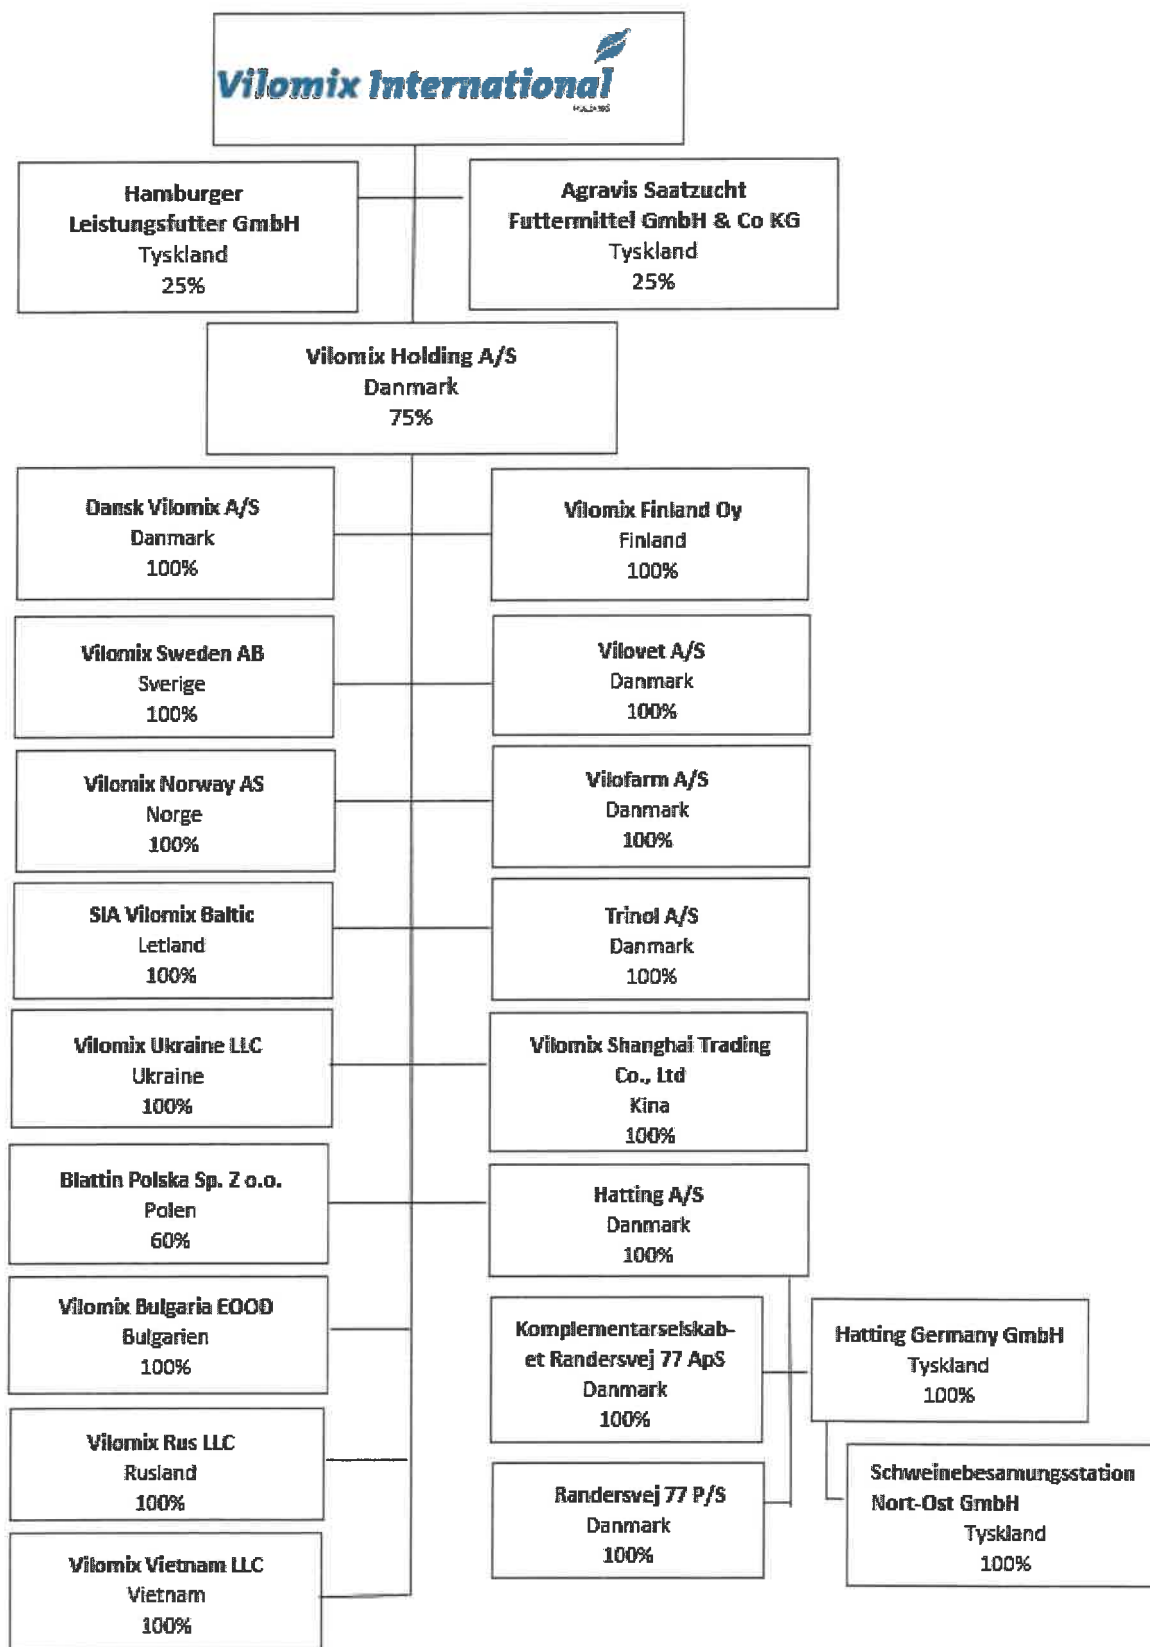 Vilomix International
HOLDING
Hamburger
Leistungsfutter GmbH
Tyskland
25%
Agravis Saatzucht
Futtermittel GmbH & Co KG
Tyskland
25%
Vilomix Holding A/S
Danmark
75%
Dansk Vilomix A/S
Danmark
100%
Vilomix Finland Oy
Finland
100%
Vilomix Sweden AB
Sverige
100%
Vilovet A/S
Danmark
100%
Vilomix Norway AS
Norge
100%
Vilofarm A/S
Danmark
100%
SIA Vilomix Baltic
Letland
100%
Trinol A/S
Danmark
100%
Vilomix Ukraine LLC
Ukraine
100%
Vilomix Shanghai Trading
Co., Ltd
Kina
100%
Blattin Polska Sp. Z o.o.
Polen
60%
Hatting A/S
Danmark
100%
Vilomix Bulgaria EOOD
Bulgarien
100%
Komplementarselskab-
et Randersvej 77 ApS
Danmark
100%
Hatting Germany GmbH
Tyskland
100%
Vilomix Rus LLC
Rusland
100%
Randersvej 77 P/S
Danmark
100%
Schweinebesamungsstation
Nort-Ost GmbH
Tyskland
100%
Vilomix Vietnam LLC
Vietnam
100%